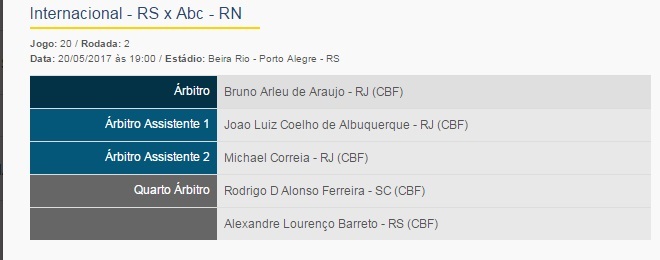 Internacional - RS x Abc - RN
Jogo: 20 / Rodada: 2
Data: 20/05/2017 às 19:00 / Estádio: Beira Rio - Porto Alegre - RS
Árbitro Bruno Arleu de Araujo - RJ (CBF)
Árbitro Assistente 1 Joao Luiz Coelho de Albuquerque - RJ (CBF)
Árbitro Assistente 2 Michael Correia - RJ (CBF)
Quarto Árbitro Rodrigo D Alonso Ferreira - SC (CBF)
Alexandre Lourenço Barreto - RS (CBF)